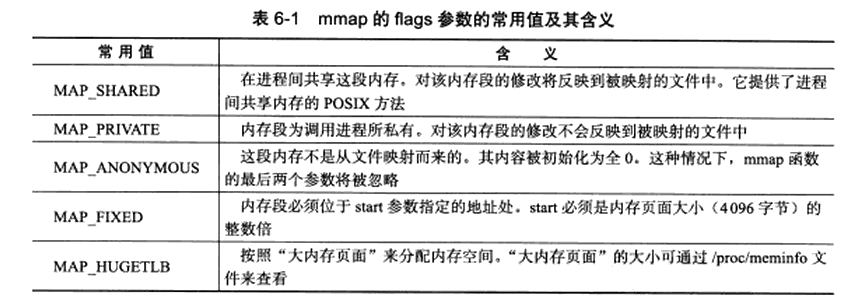 表 6-1 mmap 的 flags 参数的常用值及其含义
常用值 含义
MAP_SHARED 在进程间共享这段内存。对该内存段的修改将反映到被映射的文件中。它提供了进程
间共享内存的 POSIX 方法
MAP_PRIVATE 内存段为调用进程所私有。对该内存段的修改不会反映到被映射的文件中
MAP_ANONYMOUS 这段内存不是从文件映射而来的。其内容被初始化为全 0。这种情况下，mmap 函数
的最后两个参数将被忽略
MAP_FIXED 内存段必须位于 start 参数指定的地址处。start 必须是内存页面大小（4096 字节）的
整数倍
MAP_HUGETLB 按照“大内存页面”来分配内存空间。“大内存页面”的大小可通过 /proc/meminfo 文
件来查看